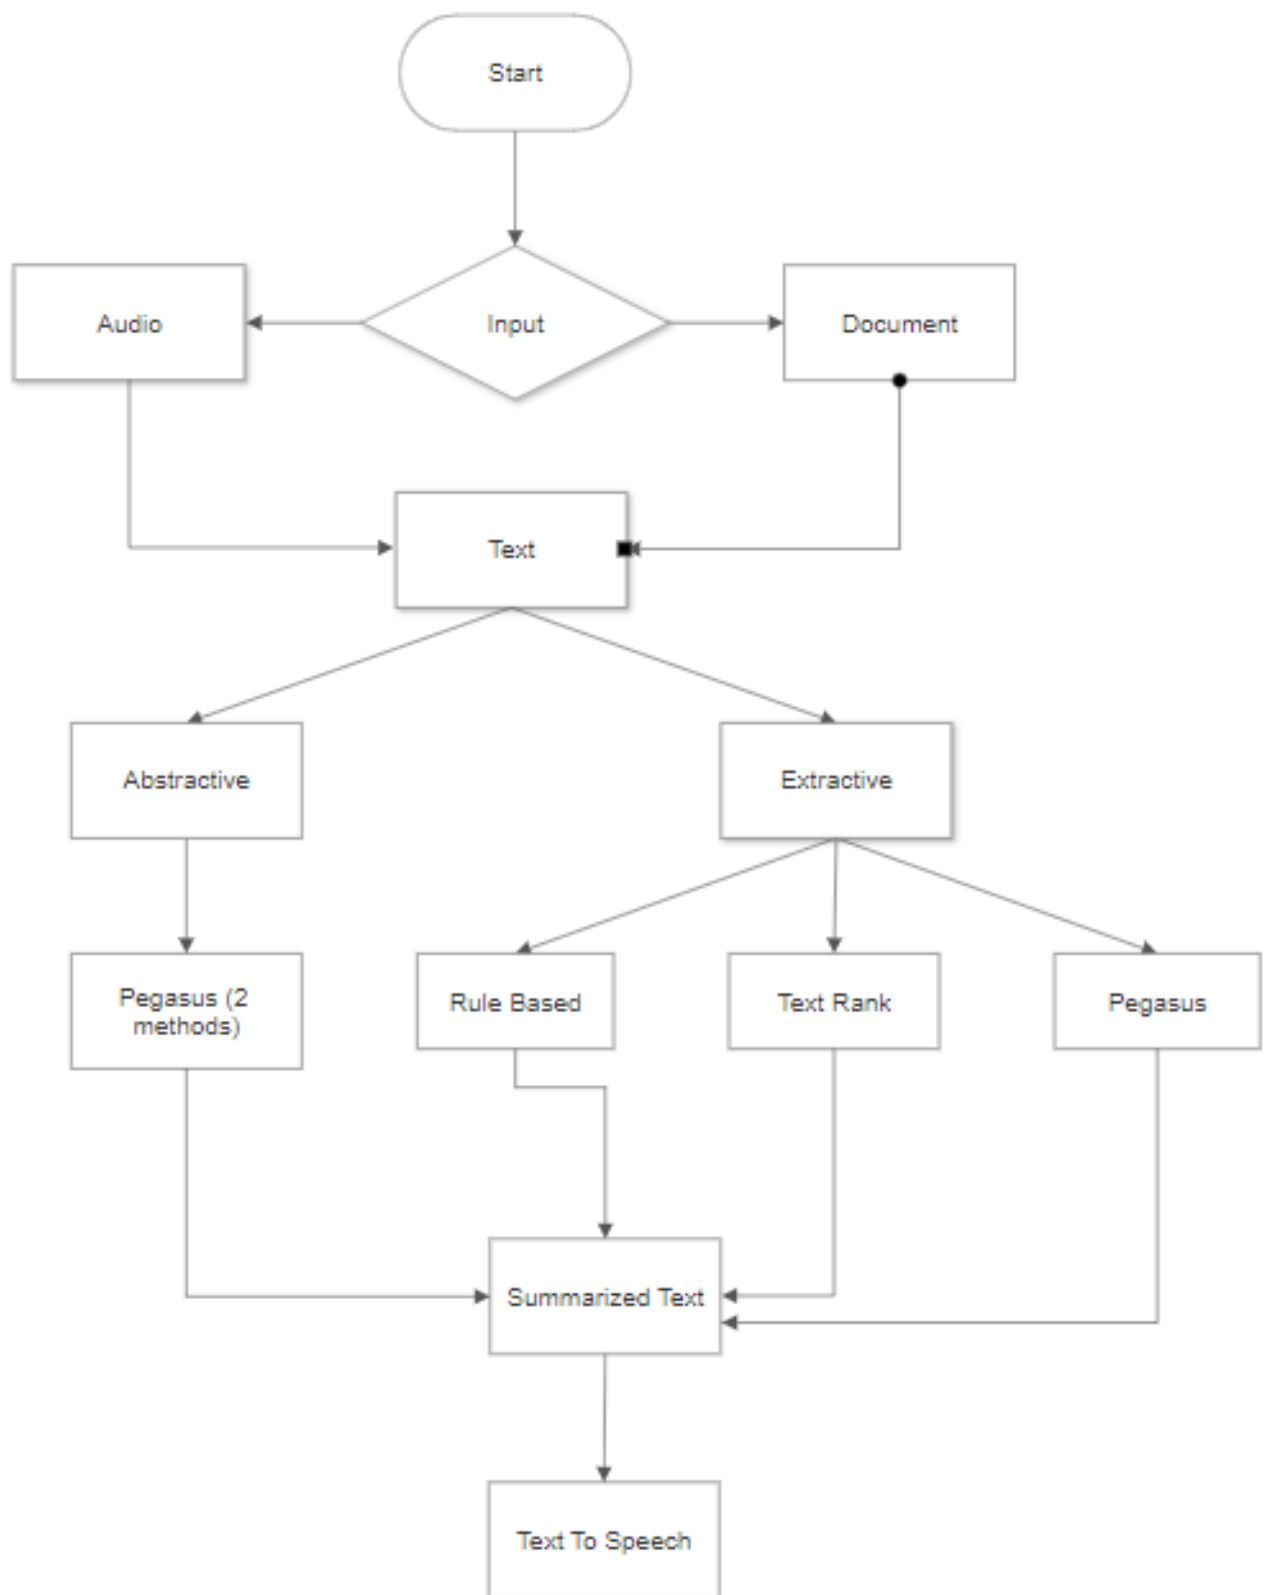 Start
Audio
Input
Document
Text
Abstractive
Extractive
Pegasus (2
methods)
Rule Based
Text Rank
Pegasus
Summarized Text
Text To Speech